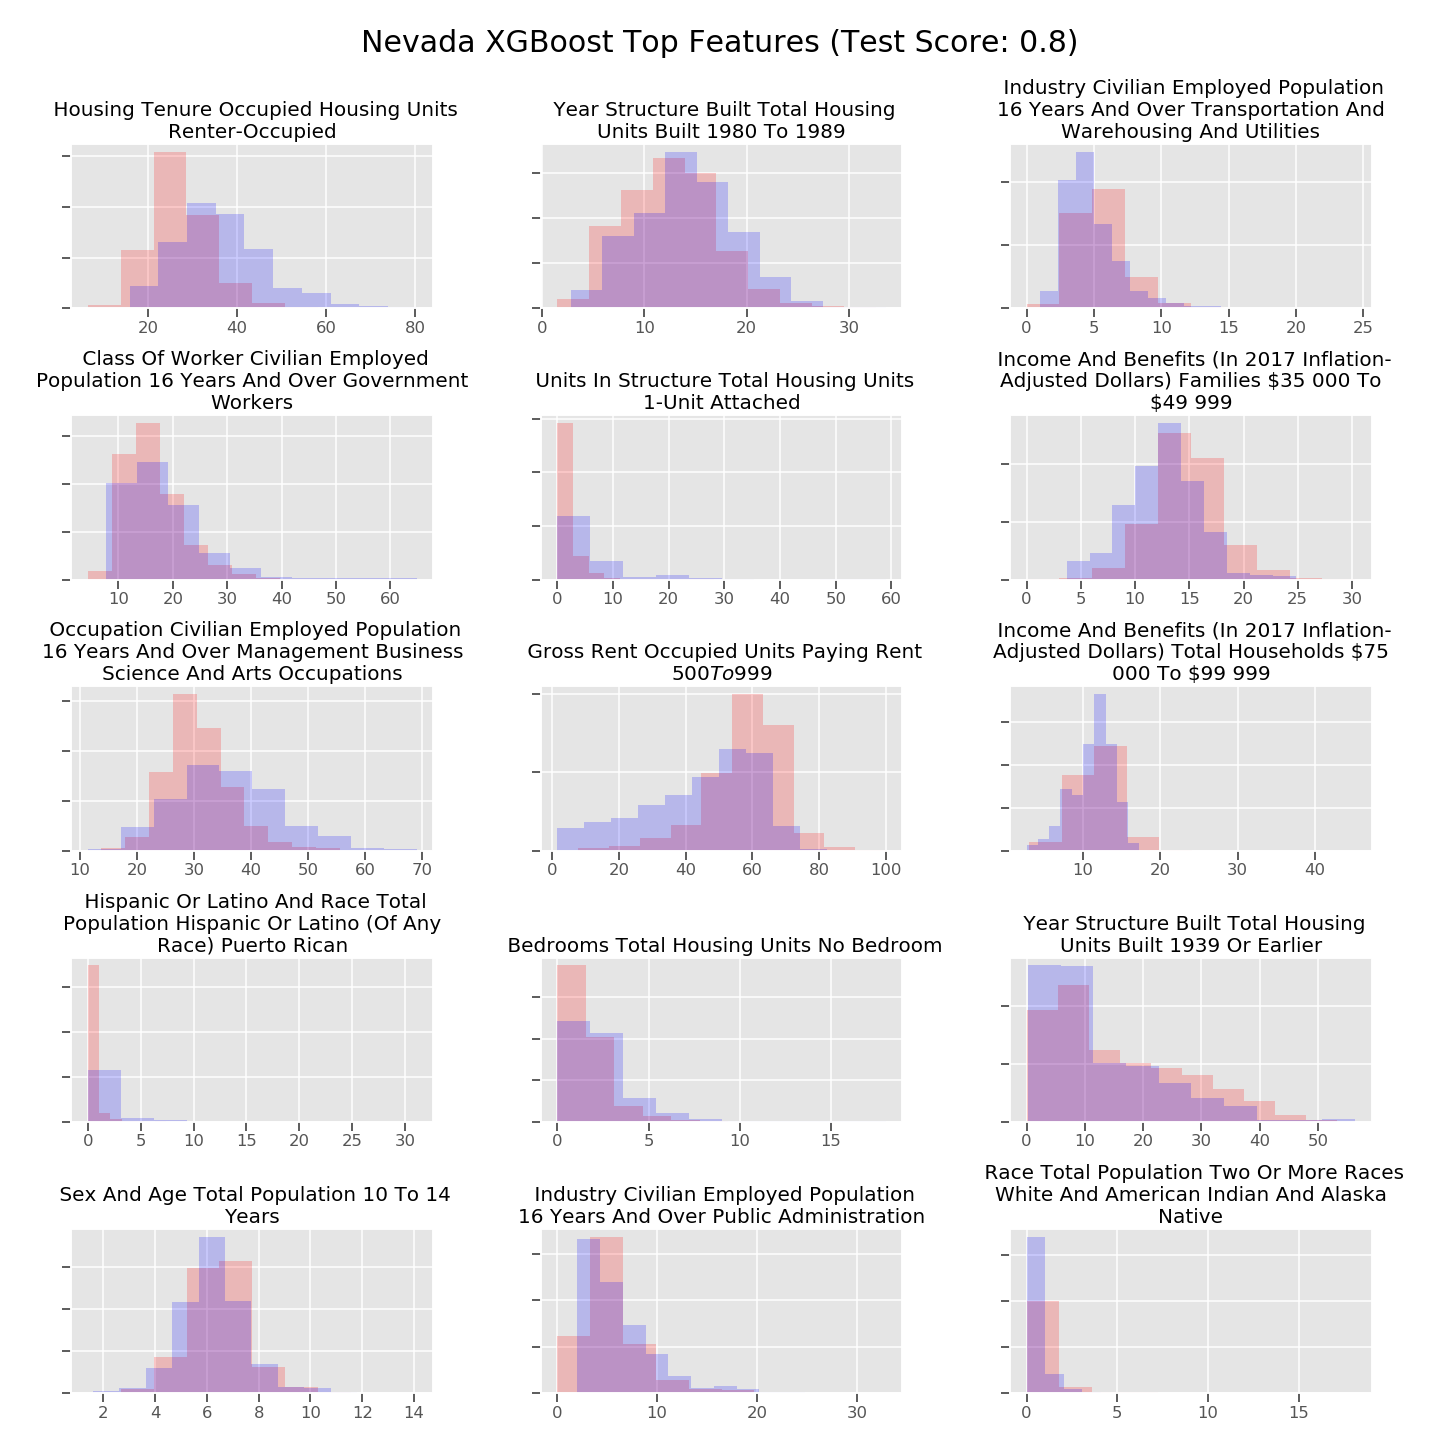 Nevada XGBoost Top Features (Test Score: 0.8)
Housing Tenure Occupied Housing Units
Renter-Occupied
20 40 60 80
Year Structure Built Total Housing
Units Built 1980 To 1989
0 10 20 30
Industry Civilian Employed Population
16 Years And Over Transportation And
Warehousing And Utilities
0 5 10 15 20 25
Class Of Worker Civilian Employed
Population 16 Years And Over Government
Workers
10 20 30 40 50 60
Units In Structure Total Housing Units
1-Unit Attached
0 10 20 30 40 50 60
Income And Benefits (In 2017 Inflation-
Adjusted Dollars) Families $35 000 To
$49 999
0 5 10 15 20 25 30
Occupation Civilian Employed Population
16 Years And Over Management Business
Science And Arts Occupations
10 20 30 40 50 60 70
Gross Rent Occupied Units Paying Rent
500To999
0 20 40 60 80 100
Income And Benefits (In 2017 Inflation-
Adjusted Dollars) Total Households $75
000 To $99 999
10 20 30 40
Hispanic Or Latino And Race Total
Population Hispanic Or Latino (Of Any
Race) Puerto Rican
0 5 10 15 20 25 30
Bedrooms Total Housing Units No Bedroom
0 5 10 15
Year Structure Built Total Housing
Units Built 1939 Or Earlier
0 10 20 30 40 50
Sex And Age Total Population 10 To 14
Years
2 4 6 8 10 12 14
Industry Civilian Employed Population
16 Years And Over Public Administration
0 10 20 30
Race Total Population Two Or More Races
White And American Indian And Alaska
Native
0 5 10 15